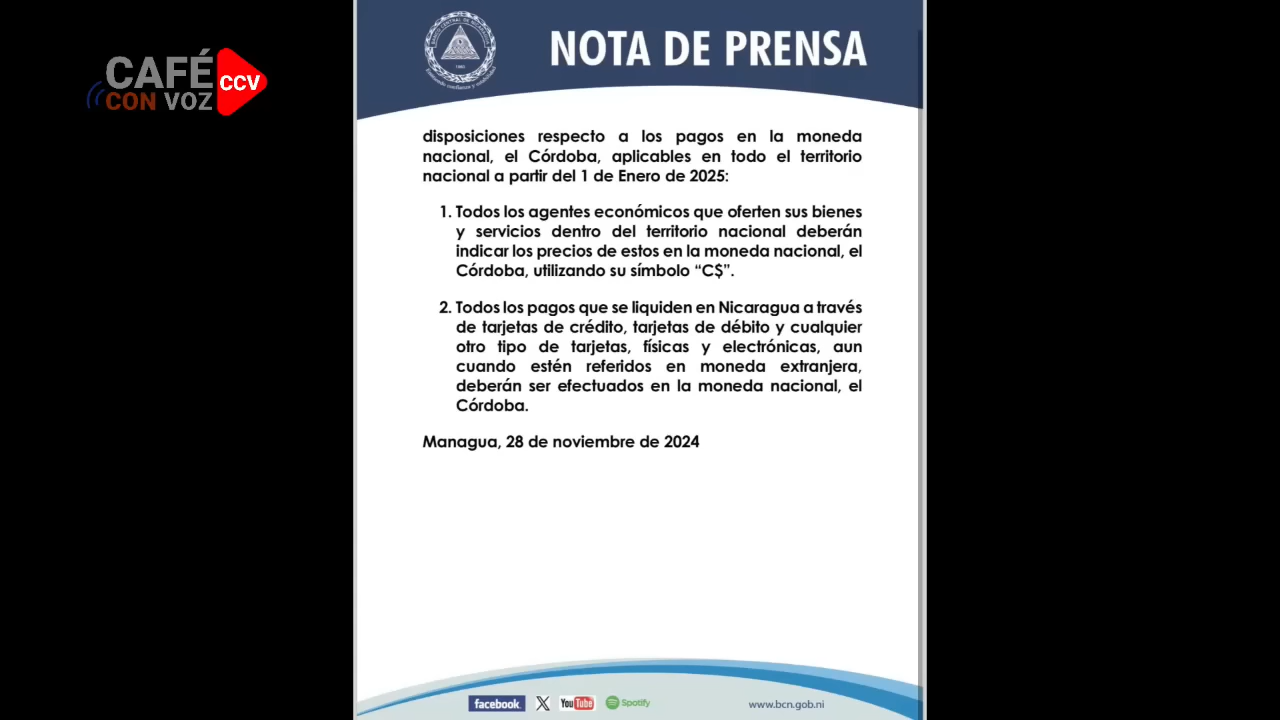 CAFÉ
CON VOZ
CCV
NOTA DE PRENSA
disposiciones respecto a los pagos en la moneda
nacional, el Córdoba, aplicables en todo el territorio
nacional a partir del 1 de Enero de 2025:
1. Todos los agentes económicos que oferten sus bienes
y servicios dentro del territorio nacional deberán
indicar los precios de estos en la moneda nacional, el
Córdoba, utilizando su símbolo “C$”.
2. Todos los pagos que se liquiden en Nicaragua a través
de tarjetas de crédito, tarjetas de débito y cualquier
otro tipo de tarjetas, físicas y electrónicas, aun
cuando estén referidos en moneda extranjera,
deberán ser efectuados en la moneda nacional, el
Córdoba.
Managua, 28 de noviembre de 2024
facebook. X YouTube Spotify
www.bcn.gob.ni